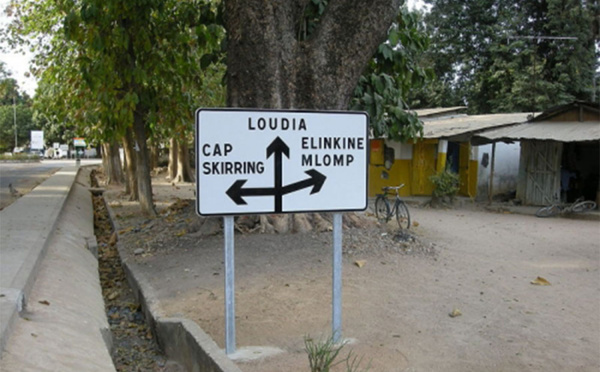 LOUDIA
CAP
SKIRRING
ELINKINE
MLOMP